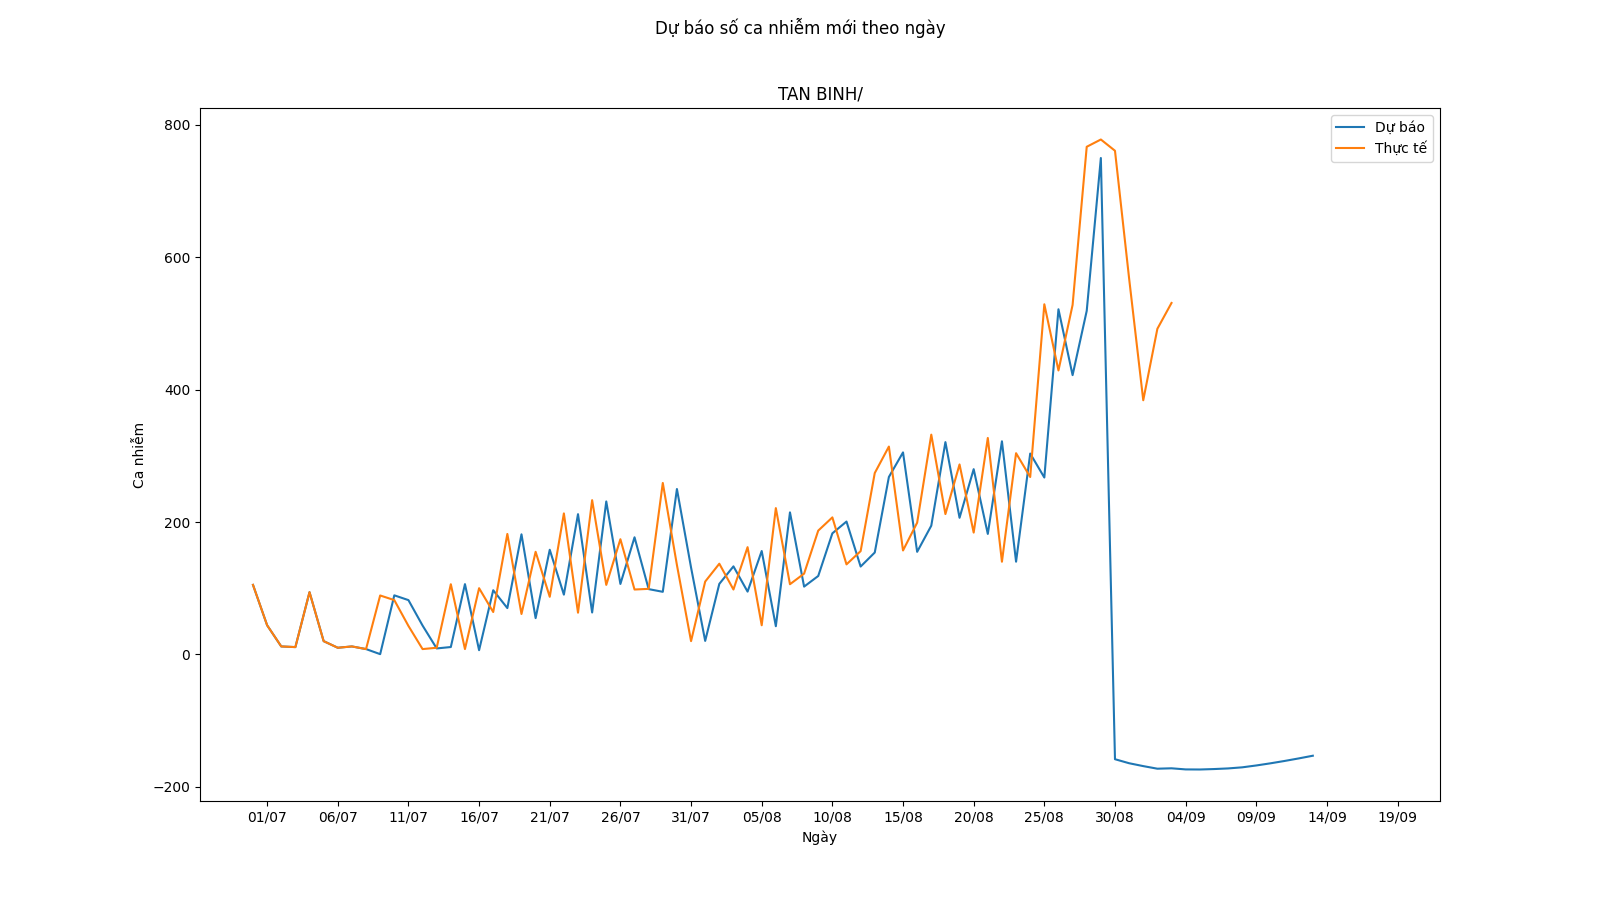 Dự báo số ca nhiễm mới theo ngày
TAN BINH/
Dự báo
Thực tế
800
600
400
200
0
−200
Ca nhiễm
01/07 06/07 11/07 16/07 21/07 26/07 31/07 05/08 10/08 15/08 20/08 25/08 30/08 04/09 09/09 14/09 19/09
Ngày